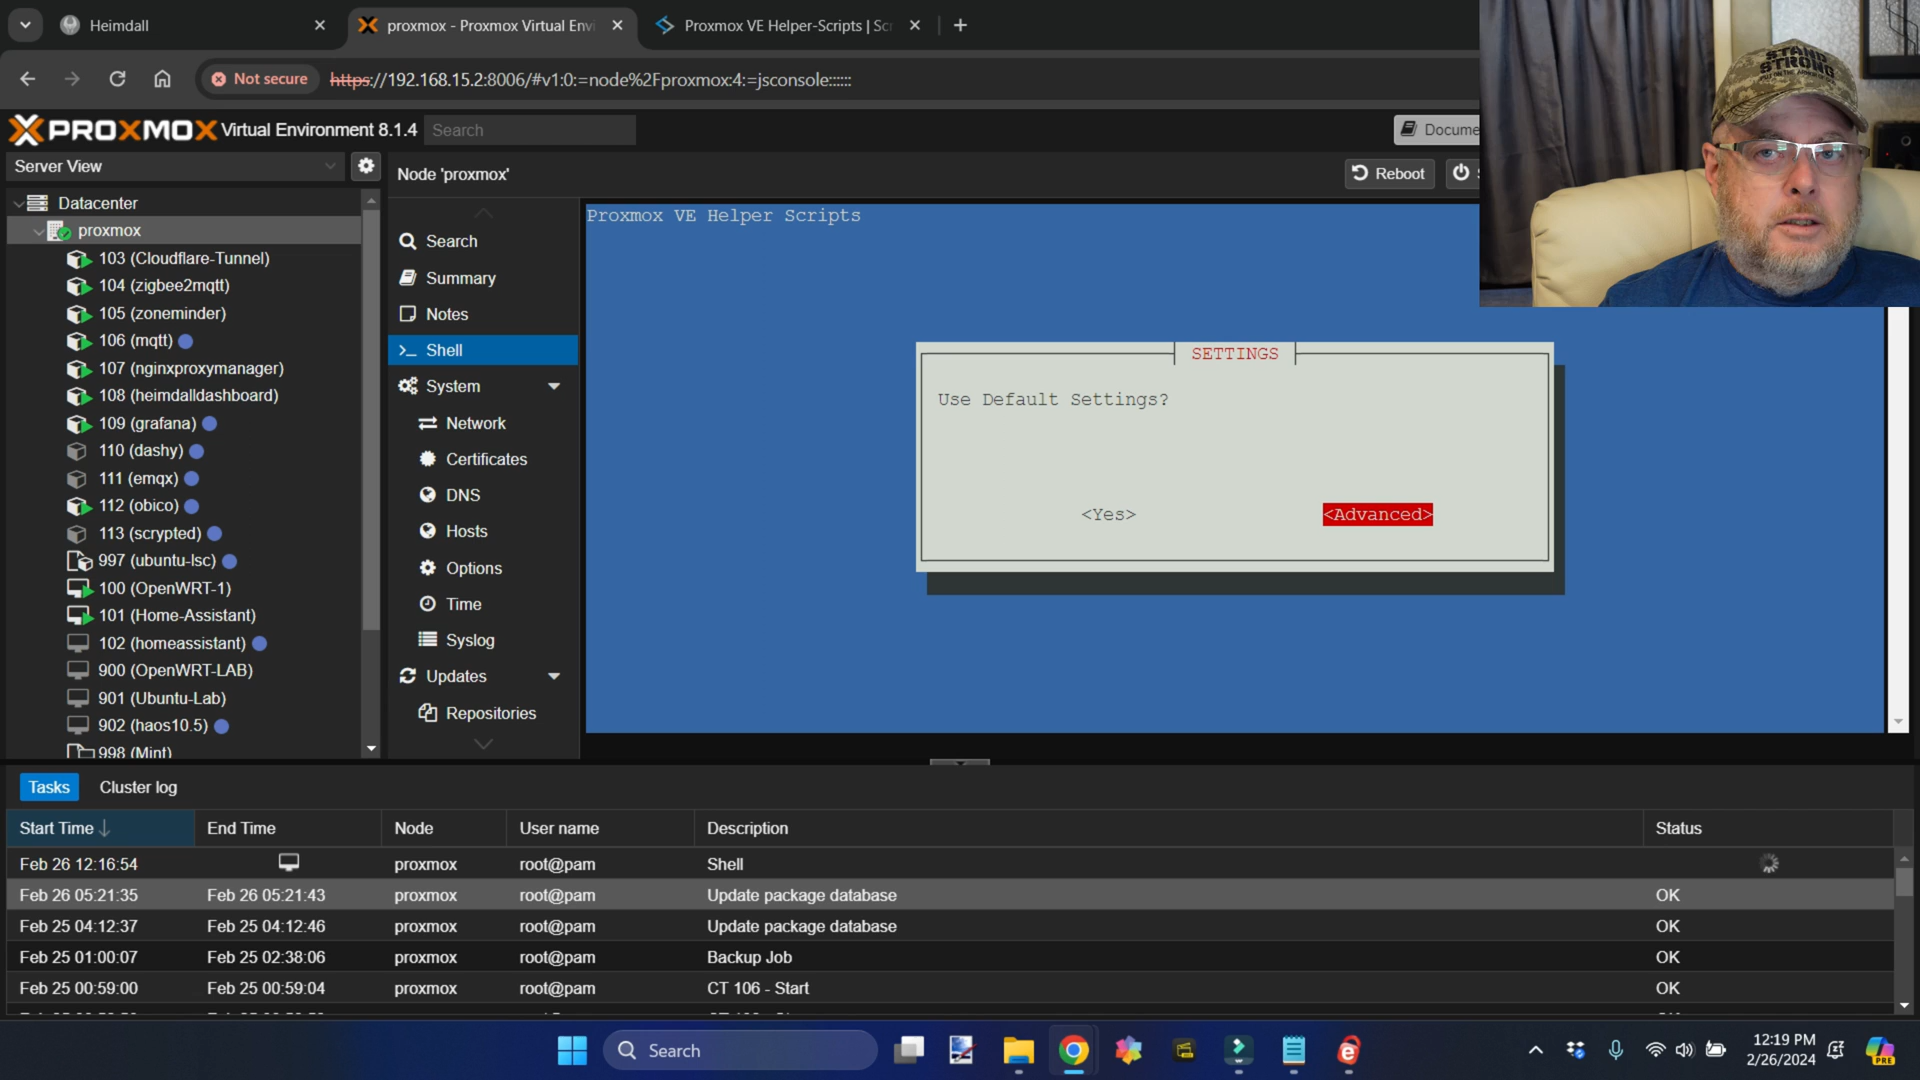 Heimdall
proxmox - Proxmox Virtual Envi
Proxmox VE Helper-Scripts | Scr
Not secure
https://192.168.15.2:8006/#v1:0:=node%2Fproxmox:4:=jsconsole::::::
PROXMOX Virtual Environment 8.1.4
Search
Docume
STAND
STRONG
Server View
Node 'proxmox'
Reboot
Datacenter
proxmox
103 (Cloudflare-Tunnel)
104 (zigbee2mqtt)
105 (zoneminder)
106 (mqtt)
107 (nginxproxymanager)
108 (heimdalldashboard)
109 (grafana)
110 (dashy)
111 (emqx)
112 (obico)
113 (scrypted)
997 (ubuntu-lsc)
100 (OpenWRT-1)
101 (Home-Assistant)
102 (homeassistant)
900 (OpenWRT-LAB)
901 (Ubuntu-Lab)
902 (haos10.5)
998 (Mint)
Search
Summary
Notes
>_ Shell
System
Network
Certificates
DNS
Hosts
Options
Time
Syslog
Updates
Repositories
Proxmox VE Helper Scripts
SETTINGS
Use Default Settings?
<Yes>
<Advanced>
Tasks
Cluster log
Start Time End Time Node User name Description Status
Feb 26 12:16:54 proxmox root@pam Shell
Feb 26 05:21:35 Feb 26 05:21:43 proxmox root@pam Update package database OK
Feb 25 04:12:37 Feb 25 04:12:46 proxmox root@pam Update package database OK
Feb 25 01:00:07 Feb 25 02:38:06 proxmox root@pam Backup Job OK
Feb 25 00:59:00 Feb 25 00:59:04 proxmox root@pam CT 106 - Start OK
Search
12:19 PM
2/26/2024
PRE